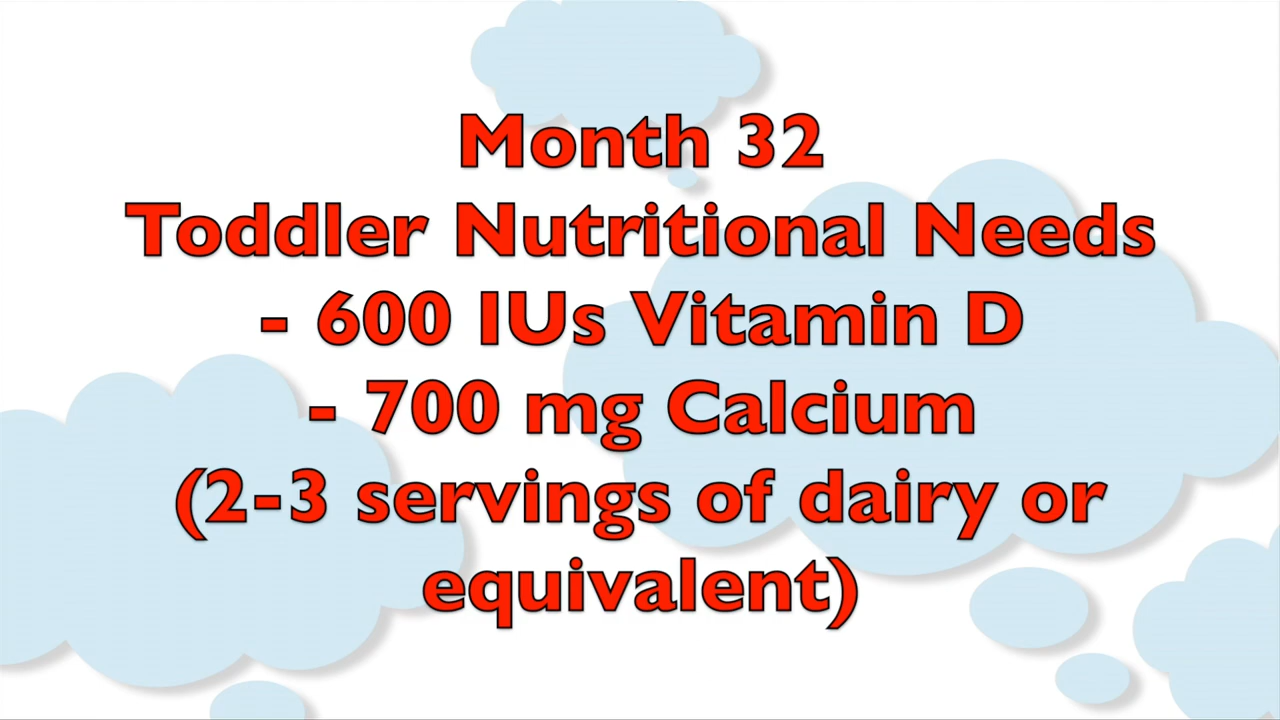 Month 32
Toddler Nutritional Needs
- 600 IUs Vitamin D
- 700 mg Calcium
(2-3 servings of dairy or
equivalent)